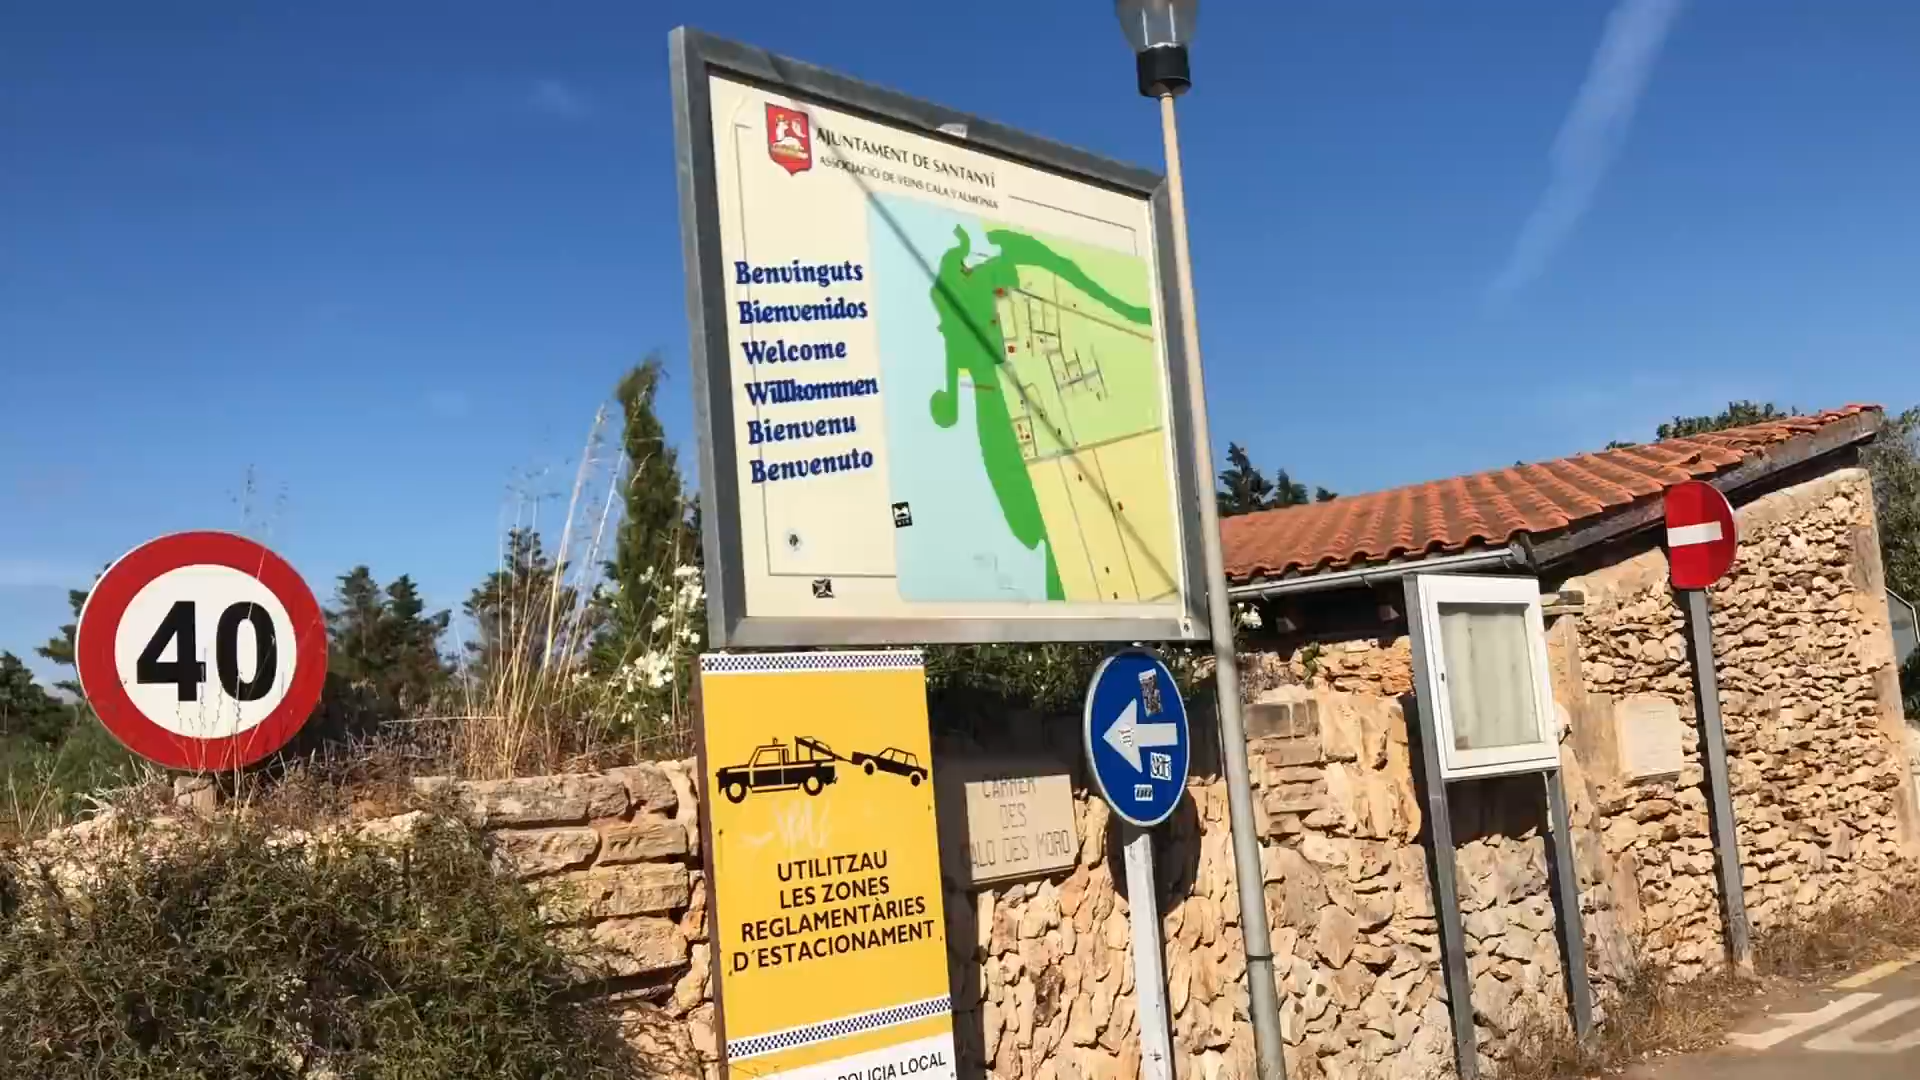 AJUNTAMENT DE SANTANYÍ
ASSOCIACIÓ DE VEINS CALA S'ALMONIA
Benvinguts
Bienvenidos
Welcome
Willkommen
Bienvenu
Benvenuto
40
UTILITZAU
LES ZONES
REGLAMENTÀRIES
D'ESTACIONAMENT
POLICIA LOCAL
CARRER
DES
CALO DES MORO